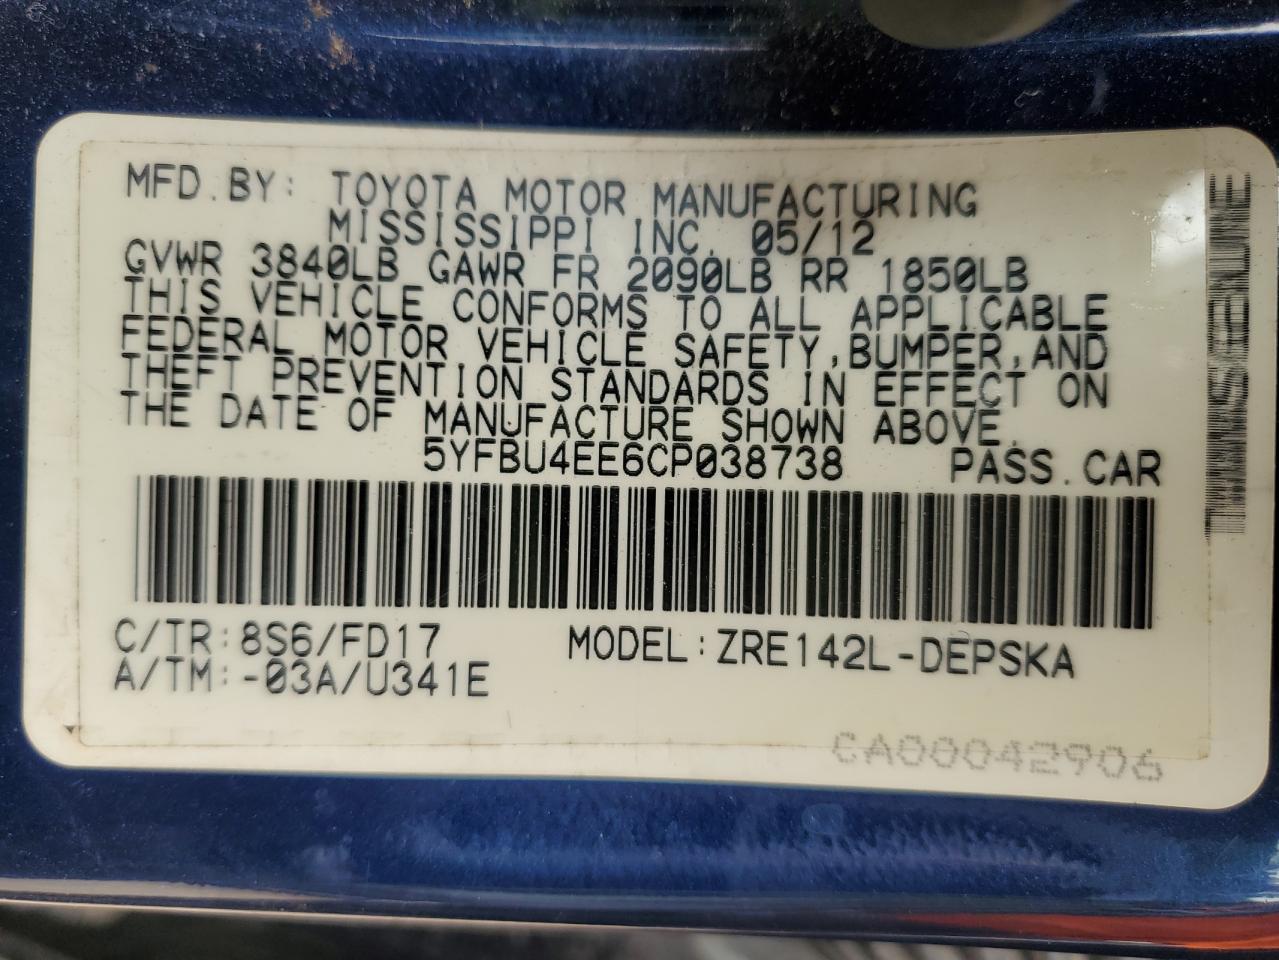 MFD.BY: TOYOTA MOTOR MANUFACTURING
MISSISSIPPI INC. 05/12
GVWR 3840LB GAWR FR 2090LB RR 1850LB
THIS VEHICLE CONFORMS TO ALL APPLICABLE
FEDERAL MOTOR VEHICLE SAFETY,BUMPER,AND
THEFT PREVENTION STANDARDS IN EFFECT ON
THE DATE OF MANUFACTURE SHOWN ABOVE.
5YFBU4EE6CP038738 PASS.CAR
C/TR:8S6/FD17 MODEL:ZRE142L-DEPSKA
A/TM:-03A/U341E
CA00042906